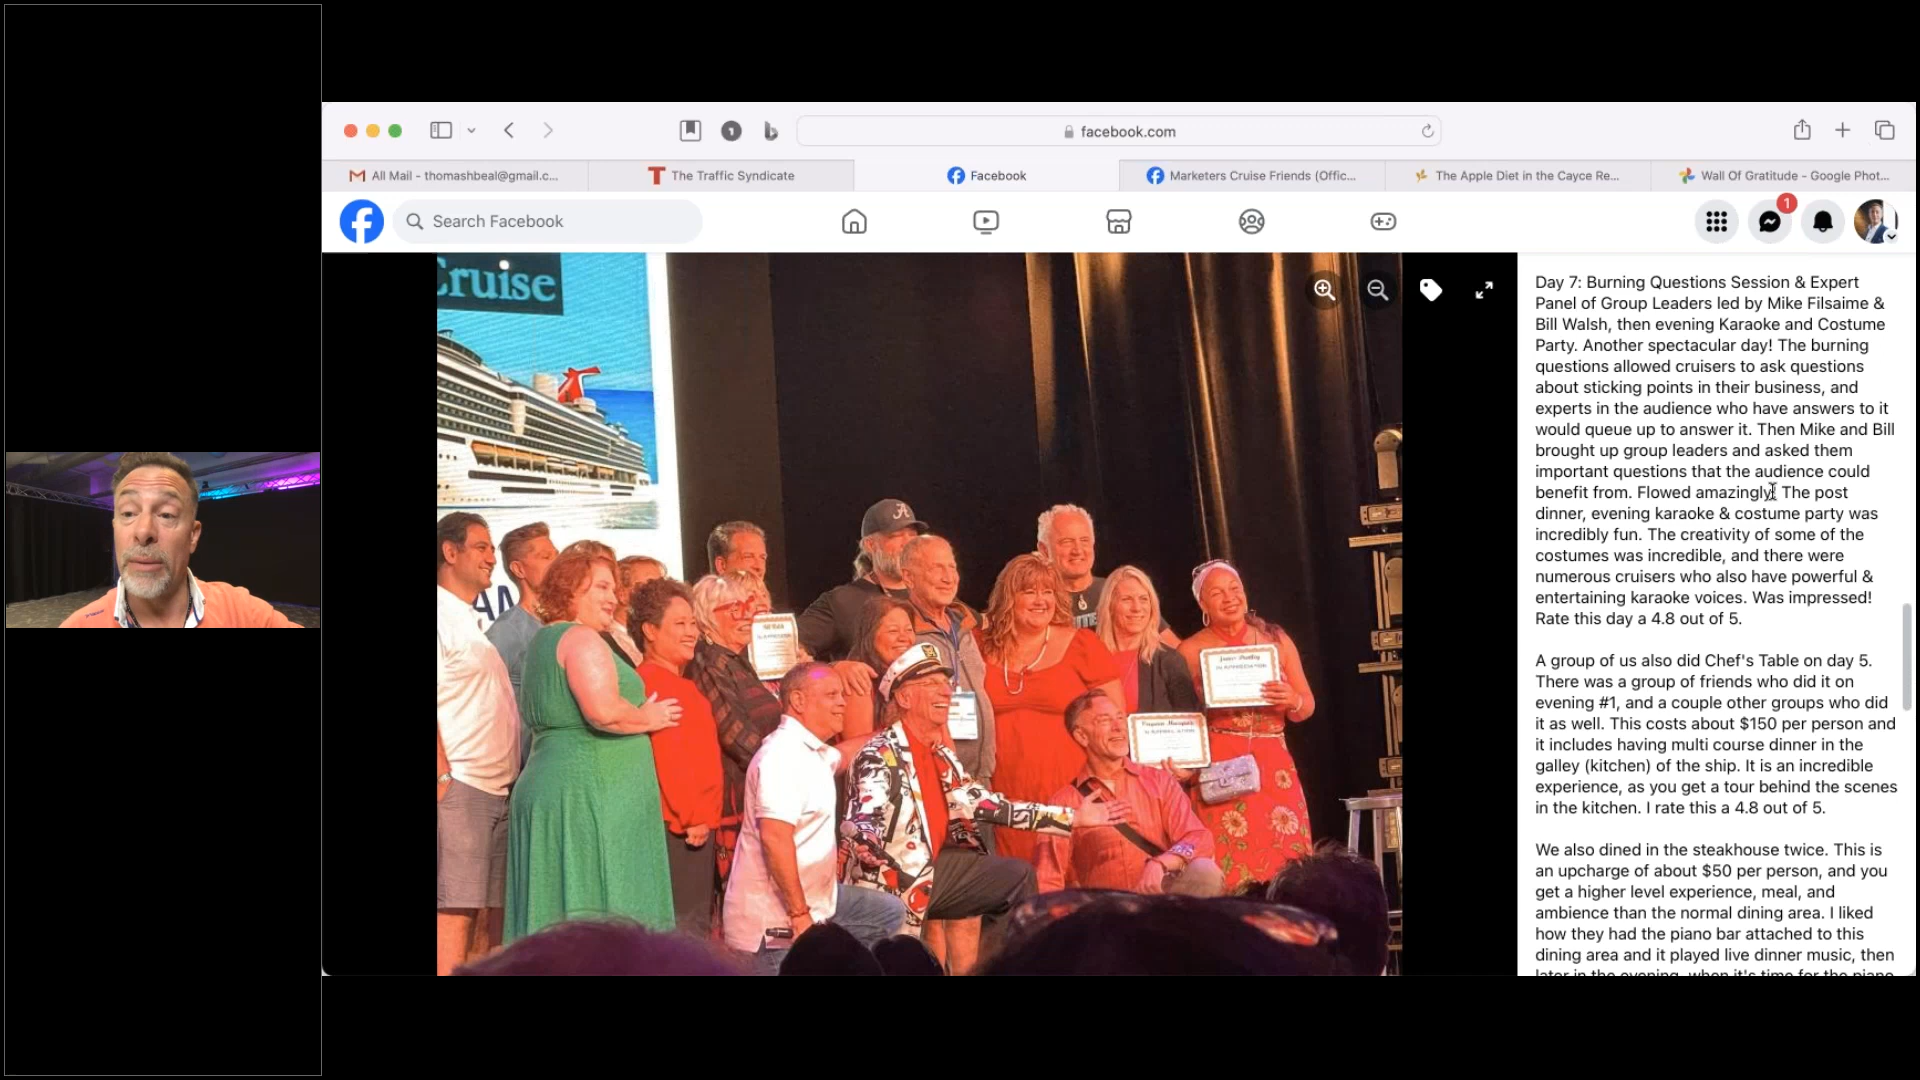 facebook.com
All Mail - thomashbeal@gmail.c...
The Traffic Syndicate
Facebook
Marketers Cruise Friends (Offic...
The Apple Diet in the Cayce Re...
Wall Of Gratitude - Google Phot...
Search Facebook
1
Cruise
Day 7: Burning Questions Session & Expert
Panel of Group Leaders led by Mike Filsaime &
Bill Walsh, then evening Karaoke and Costume
Party. Another spectacular day! The burning
questions allowed cruisers to ask questions
about sticking points in their business, and
experts in the audience who have answers to it
would queue up to answer it. Then Mike and Bill
brought up group leaders and asked them
important questions that the audience could
benefit from. Flowed amazingly! The post
dinner, evening karaoke & costume party was
incredibly fun. The creativity of some of the
costumes was incredible, and there were
numerous cruisers who also have powerful &
entertaining karaoke voices. Was impressed!
Rate this day a 4.8 out of 5.
A group of us also did Chef's Table on day 5.
There was a group of friends who did it on
evening #1, and a couple other groups who did
it as well. This costs about $150 per person and
it includes having multi course dinner in the
galley (kitchen) of the ship. It is an incredible
experience, as you get a tour behind the scenes
in the kitchen. I rate this a 4.8 out of 5.
We also dined in the steakhouse twice. This is
an upcharge of about $50 per person, and you
get a higher level experience, meal, and
ambience than the normal dining area. I liked
how they had the piano bar attached to this
dining area and it played live dinner music, then
later in the evening, when it's time for the piano